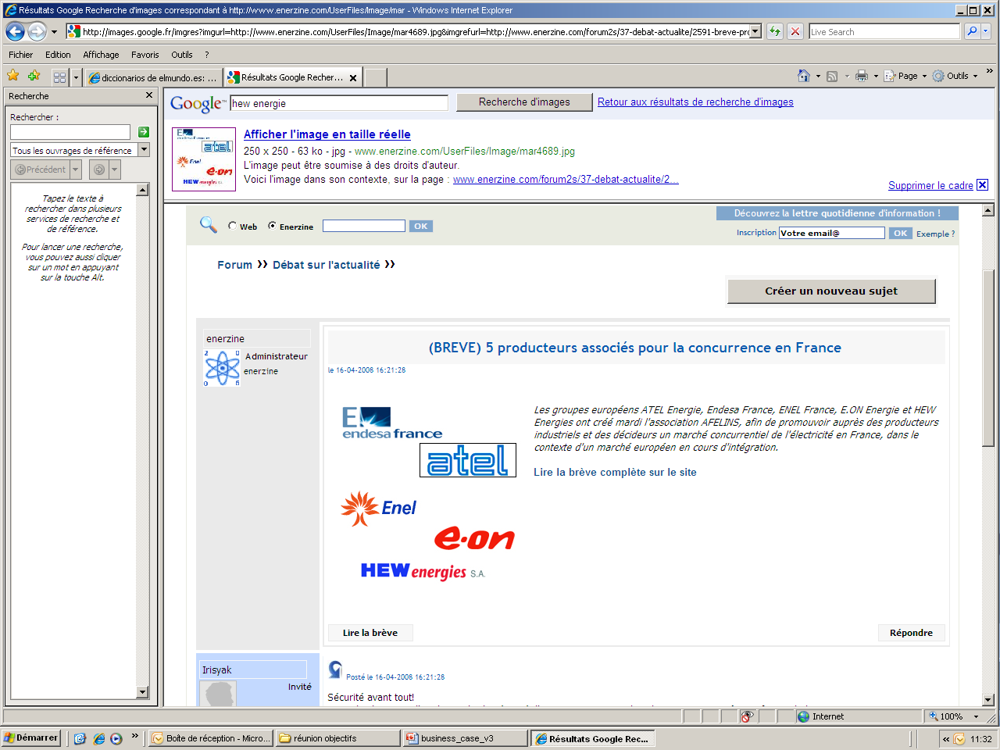 Résultats Google Recherche d'images correspondant à http://www.enerzine.com/UserFiles/Image/mar - Windows Internet Explorer
http://images.google.fr/imgres?imgurl=http://www.enerzine.com/UserFiles/Image/mar4689.jpg&imgrefurl=http://www.enerzine.com/forum2s/37-debat-actualite/2591-breve-pro
Live Search
Fichier Edition Affichage Favoris Outils ?
diccionarios de elmundo.es: ...
Résultats Google Recher...
Page Outils
Recherche
Rechercher :
Tous les ouvrages de référence
Précédent
Tapez le texte à
rechercher dans plusieurs
services de recherche et
de référence.
Pour lancer une recherche,
vous pouvez aussi cliquer
sur un mot en appuyant
sur la touche Alt.
Google™ hew energie Recherche d'images Retour aux résultats de recherche d'images
Afficher l'image en taille réelle
250 x 250 - 63 ko - jpg - www.enerzine.com/UserFiles/Image/mar4689.jpg
L'image peut être soumise à des droits d'auteur.
Voici l'image dans son contexte, sur la page : www.enerzine.com/forum2s/37-debat-actualite/2...
Supprimer le cadre
endesa france
atel
Enel
e·on
HEW energies
Découvrez la lettre quotidienne d'information !
Web Enerzine OK
Inscription Votre email@ OK Exemple ?
Forum Débat sur l'actualité
Créer un nouveau sujet
enerzine
Administrateur
enerzine
2 0
0 6
(BREVE) 5 producteurs associés pour la concurrence en France
le 16-04-2008 16:21:28
E
endesa france
atel
Enel
e·on
HEW energies S.A.
Les groupes européens ATEL Energie, Endesa France, ENEL France, E.ON Energie et HEW
Energies ont créé mardi l'association AFELINS, afin de promouvoir auprès des producteurs
industriels et des décideurs un marché concurrentiel de l'électricité en France, dans le
contexte d'un marché européen en cours d'intégration.
Lire la brève complète sur le site
Lire la brève
Répondre
Irisyak
Invité
Posté le 16-04-2008 16:21:28
Sécurité avant tout!
Internet
100%
Démarrer
Boîte de réception - Micro...
réunion objectifs
business_case_v3
Résultats Google Rec...
11:32